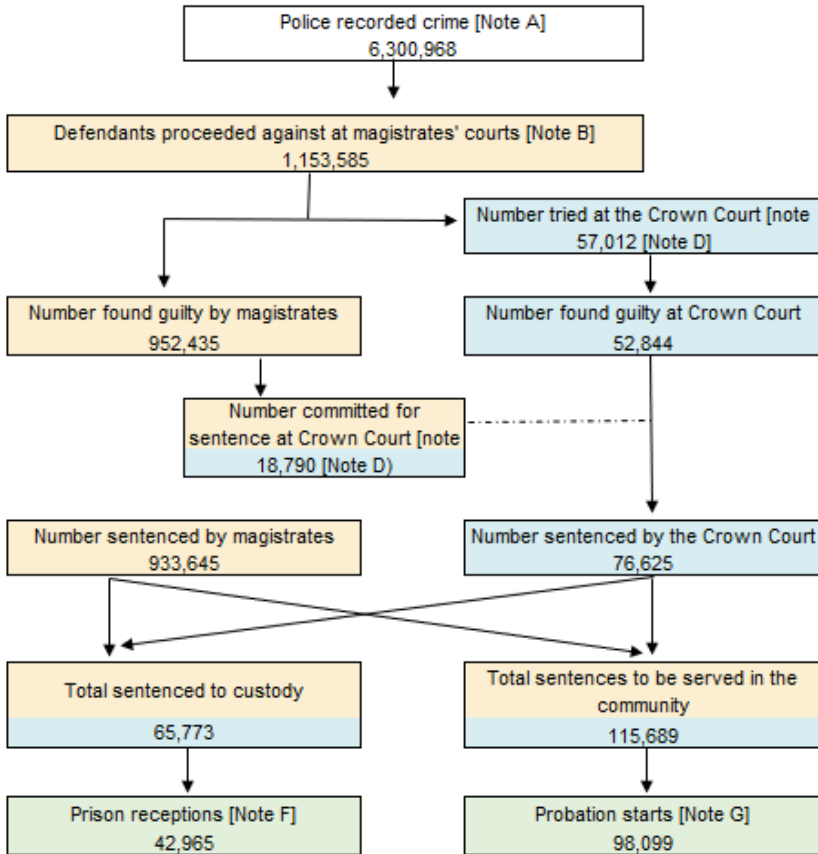 Police recorded crime [Note A]
6,300,968
Defendants proceeded against at magistrates' courts [Note B]
1,153,585
Number tried at the Crown Court [note
57,012 [Note D]
Number found guilty by magistrates
952,435
Number found guilty at Crown Court
52,844
Number committed for
sentence at Crown Court [note
18,790 [Note D)
Number sentenced by magistrates
933,645
Number sentenced by the Crown Court
76,625
Total sentenced to custody
65,773
Total sentences to be served in the
community
115,689
Prison receptions [Note F]
42,965
Probation starts [Note G]
98,099